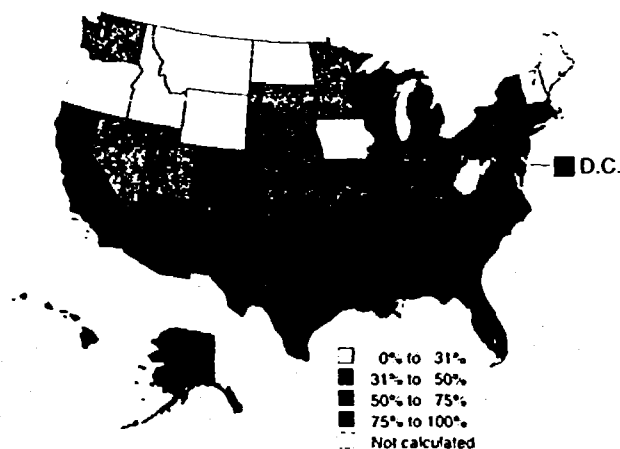 D.C.
0% to 31%
31% to 50%
50% to 75%
75% to 100%
Not calculated